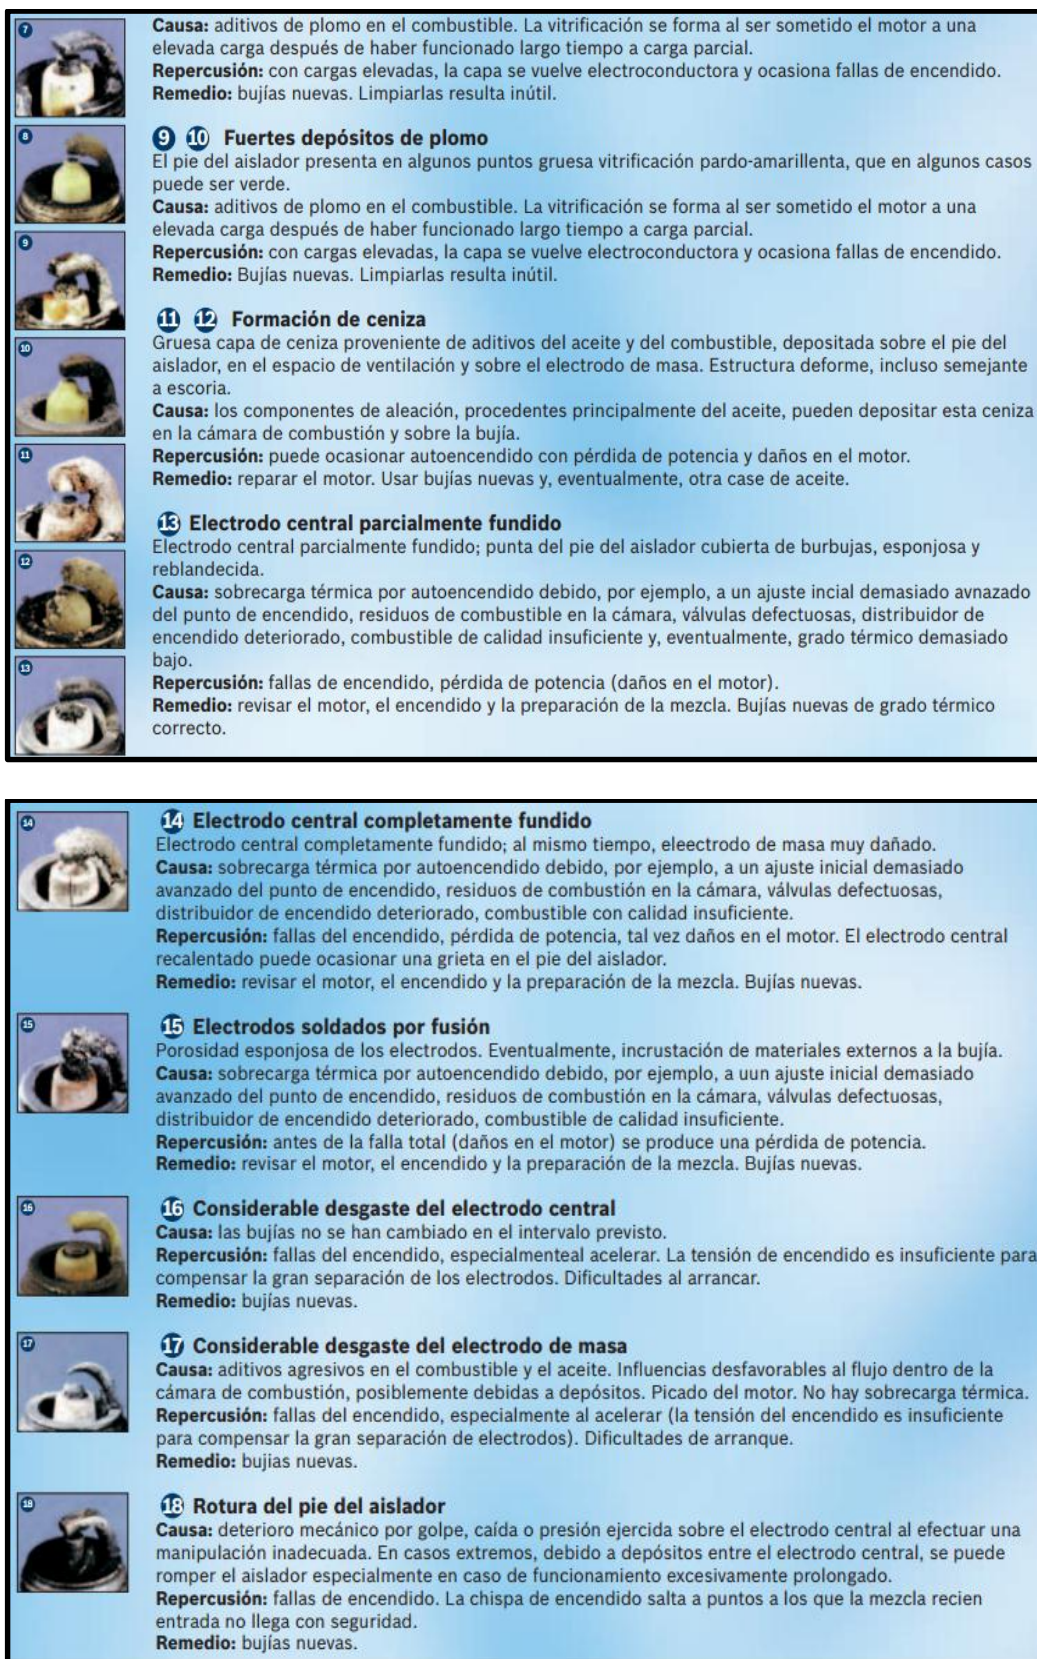 7
Causa: aditivos de plomo en el combustible. La vitrificación se forma al ser sometido el motor a una
elevada carga después de haber funcionado largo tiempo a carga parcial.
Repercusión: con cargas elevadas, la capa se vuelve electroconductora y ocasiona fallas de encendido.
Remedio: bujías nuevas. Limpiarlas resulta inútil.
8
9 10 Fuertes depósitos de plomo
El pie del aislador presenta en algunos puntos gruesa vitrificación pardo-amarillenta, que en algunos casos
puede ser verde.
Causa: aditivos de plomo en el combustible. La vitrificación se forma al ser sometido el motor a una
elevada carga después de haber funcionado largo tiempo a carga parcial.
9
Repercusión: con cargas elevadas, la capa se vuelve electroconductora y ocasiona fallas de encendido.
Remedio: Bujías nuevas. Limpiarlas resulta inútil.
11 12 Formación de ceniza
10
Gruesa capa de ceniza proveniente de aditivos del aceite y del combustible, depositada sobre el pie del
aislador, en el espacio de ventilación y sobre el electrodo de masa. Estructura deforme, incluso semejante
a escoria.
Causa: los componentes de aleación, procedentes principalmente del aceite, pueden depositar esta ceniza
en la cámara de combustión y sobre la bujía.
11
Repercusión: puede ocasionar autoencendido con pérdida de potencia y daños en el motor.
Remedio: reparar el motor. Usar bujías nuevas y, eventualmente, otra case de aceite.
13 Electrodo central parcialmente fundido
Electrodo central parcialmente fundido; punta del pie del aislador cubierta de burbujas, esponjosa y
12
reblandecida.
Causa: sobrecarga térmica por autoencendido debido, por ejemplo, a un ajuste incial demasiado avnazado
del punto de encendido, residuos de combustible en la cámara, válvulas defectuosas, distribuidor de
encendido deteriorado, combustible de calidad insuficiente y, eventualmente, grado térmico demasiado
bajo.
13
Repercusión: fallas de encendido, pérdida de potencia (daños en el motor).
Remedio: revisar el motor, el encendido y la preparación de la mezcla. Bujías nuevas de grado térmico
correcto.
14
14 Electrodo central completamente fundido
Electrodo central completamente fundido; al mismo tiempo, eleectrodo de masa muy dañado.
Causa: sobrecarga térmica por autoencendido debido, por ejemplo, a un ajuste inicial demasiado
avanzado del punto de encendido, residuos de combustión en la cámara, válvulas defectuosas,
distribuidor de encendido deteriorado, combustible con calidad insuficiente.
Repercusión: fallas del encendido, pérdida de potencia, tal vez daños en el motor. El electrodo central
recalentado puede ocasionar una grieta en el pie del aislador.
Remedio: revisar el motor, el encendido y la preparación de la mezcla. Bujías nuevas.
15
15 Electrodos soldados por fusión
Porosidad esponjosa de los electrodos. Eventualmente, incrustación de materiales externos a la bujía.
Causa: sobrecarga térmica por autoencendido debido, por ejemplo, a uun ajuste inicial demasiado
avanzado del punto de encendido, residuos de combustión en la cámara, válvulas defectuosas,
distribuidor de encendido deteriorado, combustible de calidad insuficiente.
Repercusión: antes de la falla total (daños en el motor) se produce una pérdida de potencia.
Remedio: revisar el motor, el encendido y la preparación de la mezcla. Bujías nuevas.
16
16 Considerable desgaste del electrodo central
Causa: las bujías no se han cambiado en el intervalo previsto.
Repercusión: fallas del encendido, especialmenteal acelerar. La tensión de encendido es insuficiente para
compensar la gran separación de los electrodos. Dificultades al arrancar.
Remedio: bujías nuevas.
17
17 Considerable desgaste del electrodo de masa
Causa: aditivos agresivos en el combustible y el aceite. Influencias desfavorables al flujo dentro de la
cámara de combustión, posiblemente debidas a depósitos. Picado del motor. No hay sobrecarga térmica.
Repercusión: fallas del encendido, especialmente al acelerar (la tensión del encendido es insuficiente
para compensar la gran separación de electrodos). Dificultades de arranque.
Remedio: bujias nuevas.
18
18 Rotura del pie del aislador
Causa: deterioro mecánico por golpe, caída o presión ejercida sobre el electrodo central al efectuar una
manipulación inadecuada. En casos extremos, debido a depósitos entre el electrodo central, se puede
romper el aislador especialmente en caso de funcionamiento excesivamente prolongado.
Repercusión: fallas de encendido. La chispa de encendido salta a puntos a los que la mezcla recien
entrada no llega con seguridad.
Remedio: bujías nuevas.